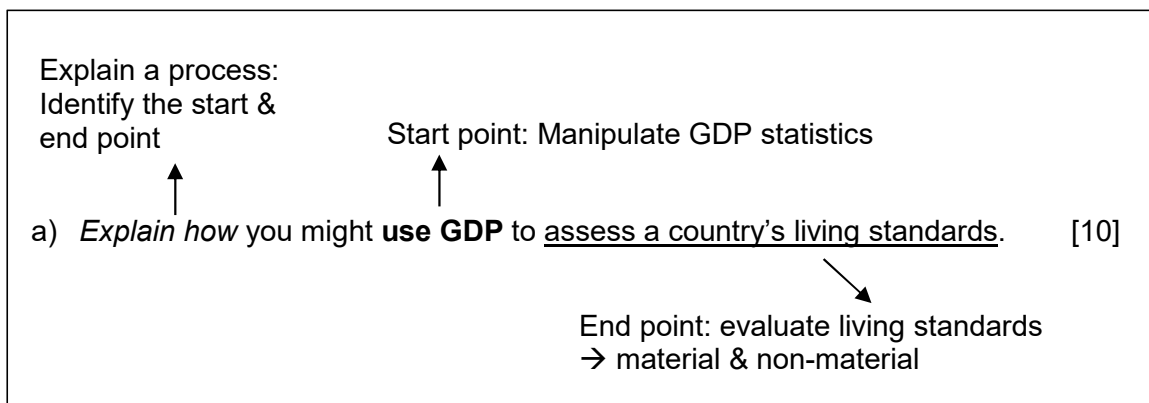 Explain a process:
Identify the start &
end point
Start point: Manipulate GDP statistics
a) Explain how you might use GDP to assess a country's living standards. [10]
End point: evaluate living standards
→ material & non-material